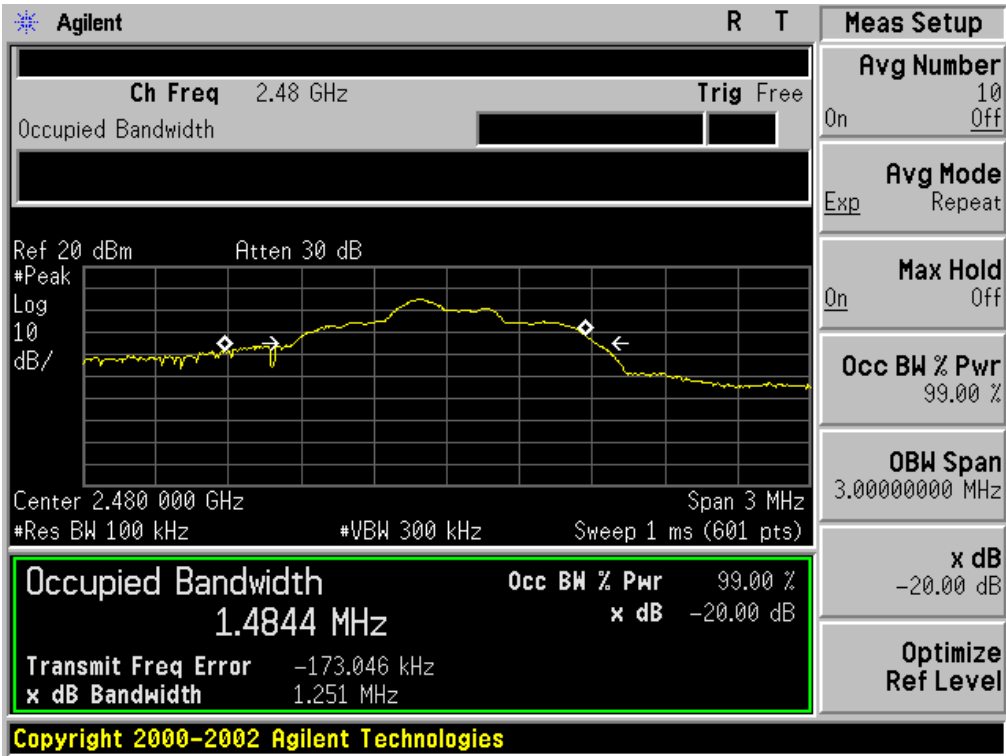 Agilent R T
Ch Freq 2.48 GHz Trig Free
Occupied Bandwidth
Ref 20 dBm Atten 30 dB
#Peak
Log
10
dB/
Center 2.480 000 GHz Span 3 MHz
#Res BW 100 kHz #VBW 300 kHz Sweep 1 ms (601 pts)
Occupied Bandwidth Occ BW % Pwr 99.00 %
1.4844 MHz x dB -20.00 dB
Transmit Freq Error -173.046 kHz
x dB Bandwidth 1.251 MHz
Copyright 2000-2002 Agilent Technologies
Meas Setup
Avg Number
10
On Off
Avg Mode
Exp Repeat
Max Hold
On Off
Occ BW % Pwr
99.00 %
OBW Span
3.00000000 MHz
x dB
-20.00 dB
Optimize
Ref Level